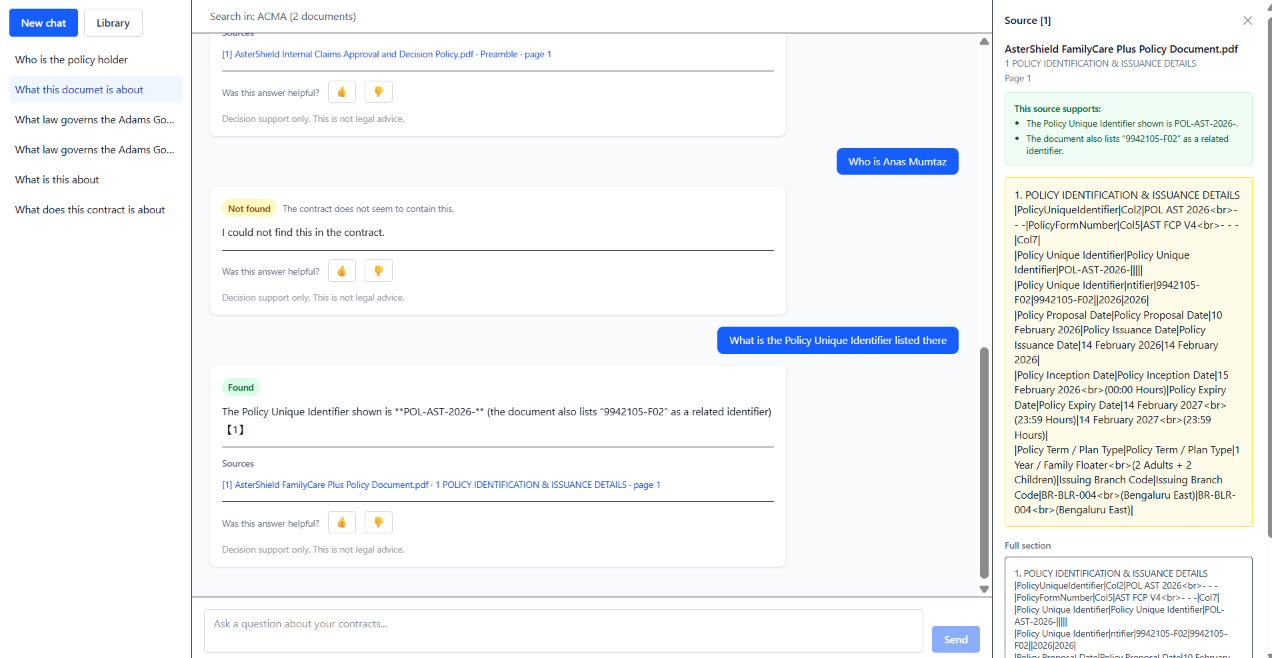 New chat
Library
Who is the policy holder
What this documet is about
What law governs the Adams Go...
What law governs the Adams Go...
What is this about
What does this contract is about
Search in: ACMA (2 documents)
Sources
[1] AsterShield Internal Claims Approval and Decision Policy.pdf · Preamble · page 1
Was this answer helpful? 👍 👎
Decision support only. This is not legal advice.
Who is Anas Mumtaz
Not found The contract does not seem to contain this.
I could not find this in the contract.
Was this answer helpful? 👍 👎
Decision support only. This is not legal advice.
What is the Policy Unique Identifier listed there
Found
The Policy Unique Identifier shown is **POL-AST-2026-** (the document also lists “9942105-F02” as a related identifier)
【1】
Sources
[1] AsterShield FamilyCare Plus Policy Document.pdf · 1 POLICY IDENTIFICATION & ISSUANCE DETAILS · page 1
Was this answer helpful? 👍 👎
Decision support only. This is not legal advice.
Ask a question about your contracts...
Send
Source [1]
AsterShield FamilyCare Plus Policy Document.pdf
1 POLICY IDENTIFICATION & ISSUANCE DETAILS
Page 1
This source supports:
• The Policy Unique Identifier shown is POL-AST-2026-.
• The document also lists “9942105-F02” as a related
identifier.
1. POLICY IDENTIFICATION & ISSUANCE DETAILS
|PolicyUniqueIdentifier|Col2|POL AST 2026<br>-
- -|PolicyFormNumber|Col5|AST FCP V4<br>- - -
|Col7|
|Policy Unique Identifier|Policy Unique
Identifier|POL-AST-2026-|||||
|Policy Unique Identifier|ntifier|9942105-
F02|9942105-F02||2026|2026|
|Policy Proposal Date|Policy Proposal Date|10
February 2026|Policy Issuance Date|Policy
Issuance Date|14 February 2026|14 February
2026|
|Policy Inception Date|Policy Inception Date|15
February 2026<br>(00:00 Hours)|Policy Expiry
Date|Policy Expiry Date|14 February 2027<br>
(23:59 Hours)|14 February 2027<br>(23:59
Hours)|
|Policy Term / Plan Type|Policy Term / Plan Type|1
Year / Family Floater<br>(2 Adults + 2
Children)|Issuing Branch Code|Issuing Branch
Code|BR-BLR-004<br>(Bengaluru East)|BR-BLR-
004<br>(Bengaluru East)|
Full section
1. POLICY IDENTIFICATION & ISSUANCE DETAILS
|PolicyUniqueIdentifier|Col2|POL AST 2026<br>- - -
|PolicyFormNumber|Col5|AST FCP V4<br>- - -|Col7|
|Policy Unique Identifier|Policy Unique Identifier|POL-
AST-2026-|||||
|Policy Unique Identifier|ntifier|9942105-F02|9942105-
F02||2026|2026|
|Policy Proposal Date|Policy Proposal Date|10 February